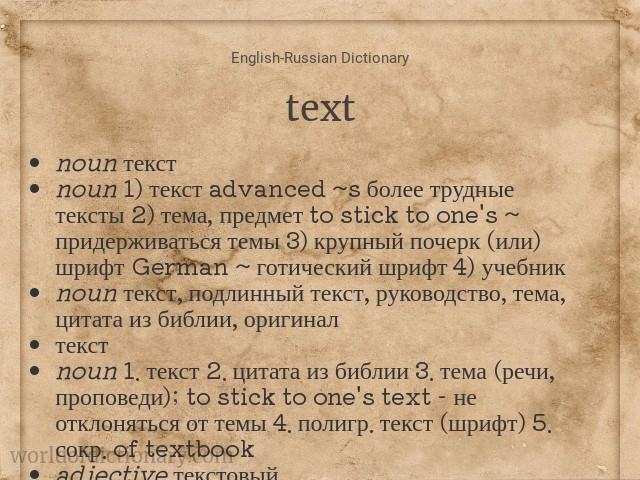 English-Russian Dictionary
text
• noun текст
• noun 1) текст advanced ~s более трудные
тексты 2) тема, предмет to stick to one's ~
придерживаться темы 3) крупный почерк (или)
шрифт German ~ готический шрифт 4) учебник
• noun текст, подлинный текст, руководство, тема,
цитата из библии, оригинал
• текст
• noun 1. текст 2. цитата из библии 3. тема (речи,
проповеди); to stick to one's text - не
отклоняться от темы 4. полигр. текст (шрифт) 5.
сокр. of textbook
worldofdictionary.com
• adjective текстовый